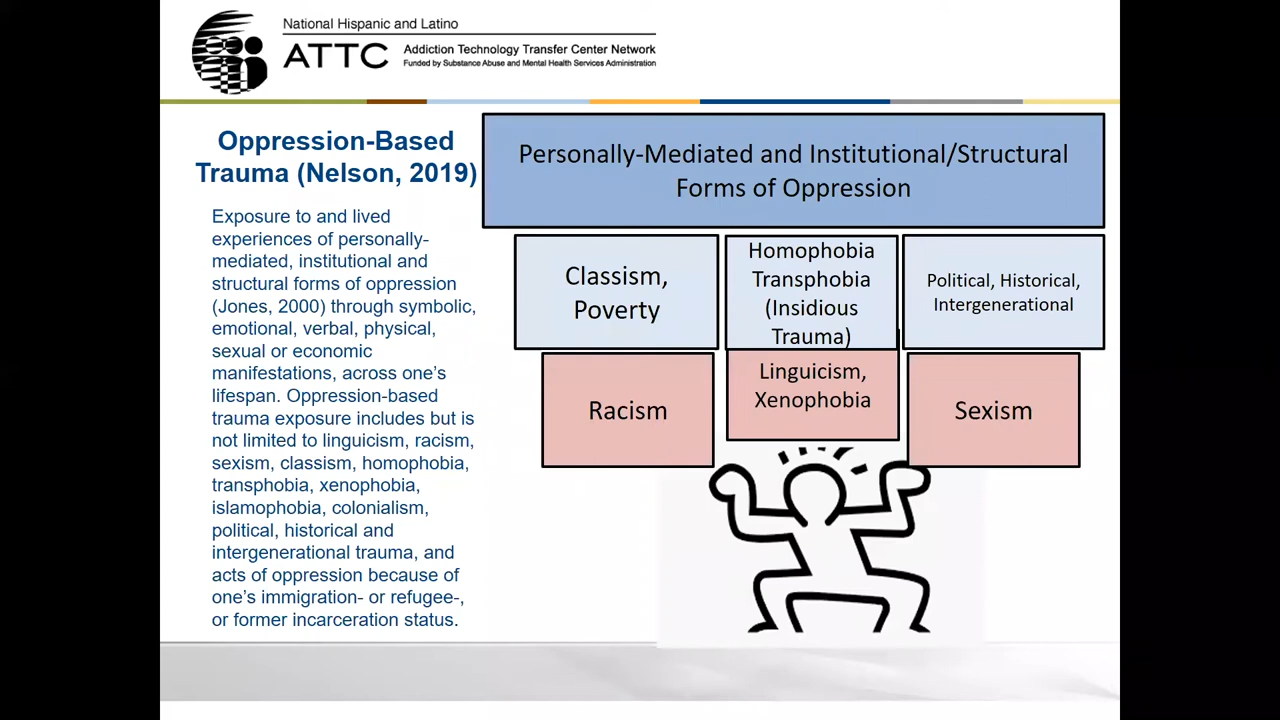 National Hispanic and Latino
ATTC
Addiction Technology Transfer Center Network
Funded by Substance Abuse and Mental Health Services Administration
Oppression-Based
Trauma (Nelson, 2019)
Exposure to and lived
experiences of personally-
mediated, institutional and
structural forms of oppression
(Jones, 2000) through symbolic,
emotional, verbal, physical,
sexual or economic
manifestations, across one's
lifespan. Oppression-based
trauma exposure includes but is
not limited to linguicism, racism,
sexism, classism, homophobia,
transphobia, xenophobia,
islamophobia, colonialism,
political, historical and
intergenerational trauma, and
acts of oppression because of
one's immigration- or refugee-,
or former incarceration status.
Personally-Mediated and Institutional/Structural
Forms of Oppression
Classism,
Poverty
Homophobia
Transphobia
(Insidious
Trauma)
Political, Historical,
Intergenerational
Racism
Linguicism,
Xenophobia
Sexism